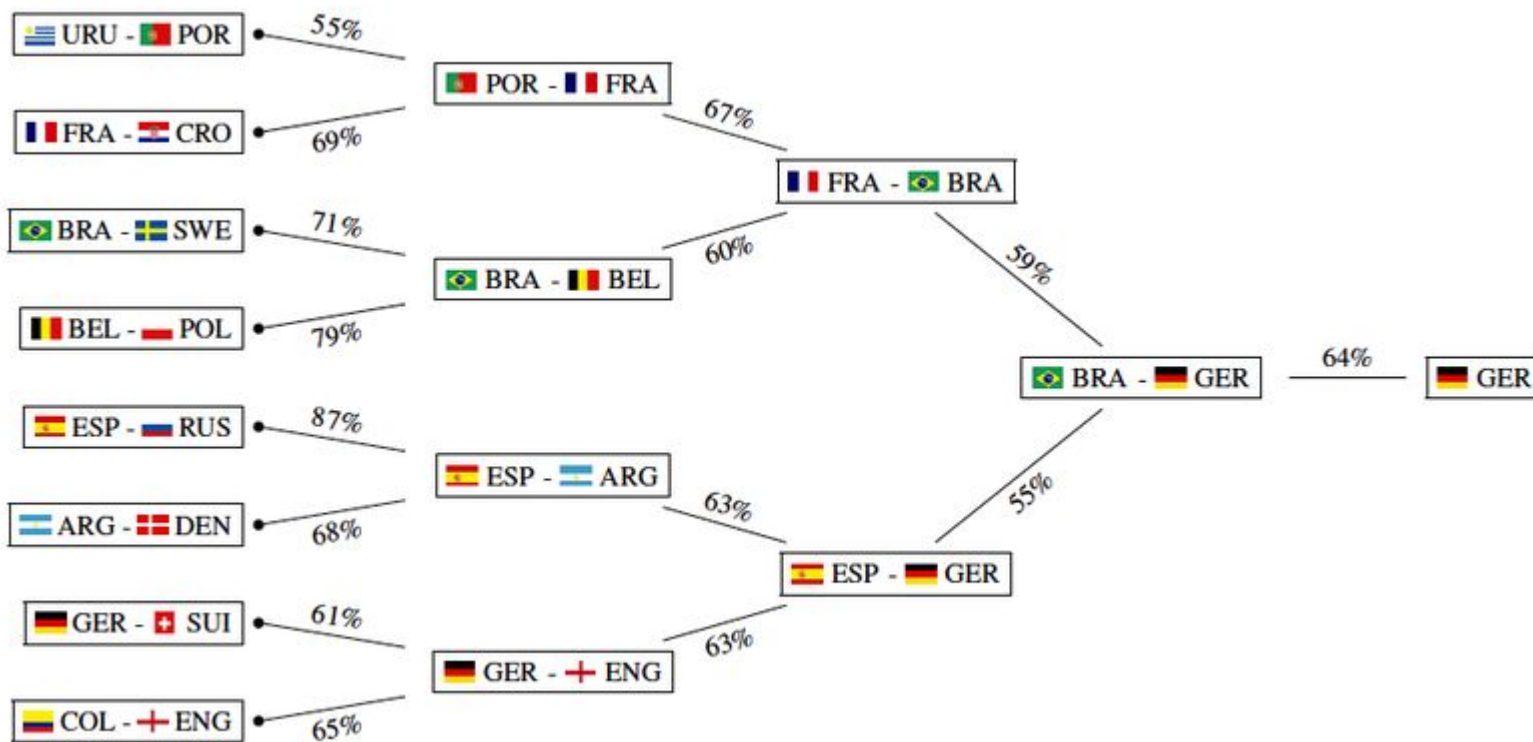 URU - POR
55%
POR - FRA
FRA - CRO
69%
67%
FRA - BRA
BRA - SWE
71%
BRA - BEL
60%
BEL - POL
79%
59%
BRA - GER
64%
GER
ESP - RUS
87%
ESP - ARG
ARG - DEN
68%
63%
55%
ESP - GER
GER - SUI
61%
GER - ENG
63%
COL - ENG
65%